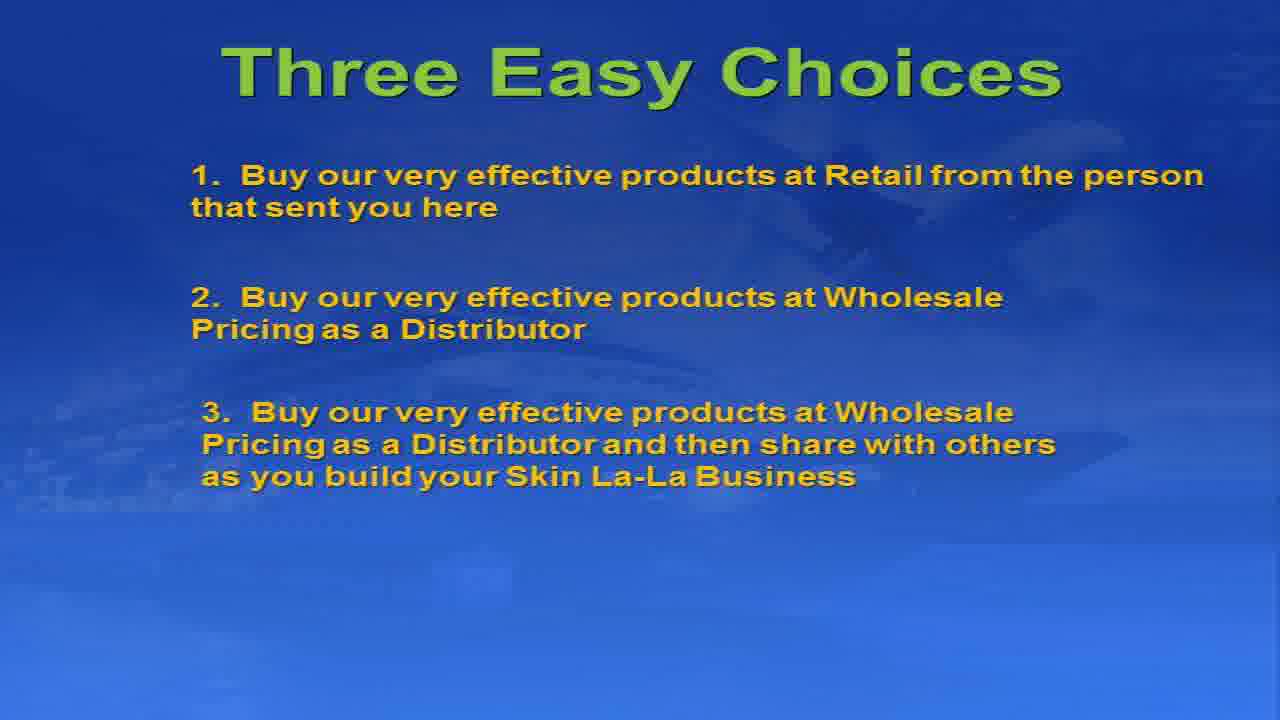 Three Easy Choices
1. Buy our very effective products at Retail from the person
that sent you here
2. Buy our very effective products at Wholesale
Pricing as a Distributor
3. Buy our very effective products at Wholesale
Pricing as a Distributor and then share with others
as you build your Skin La-La Business